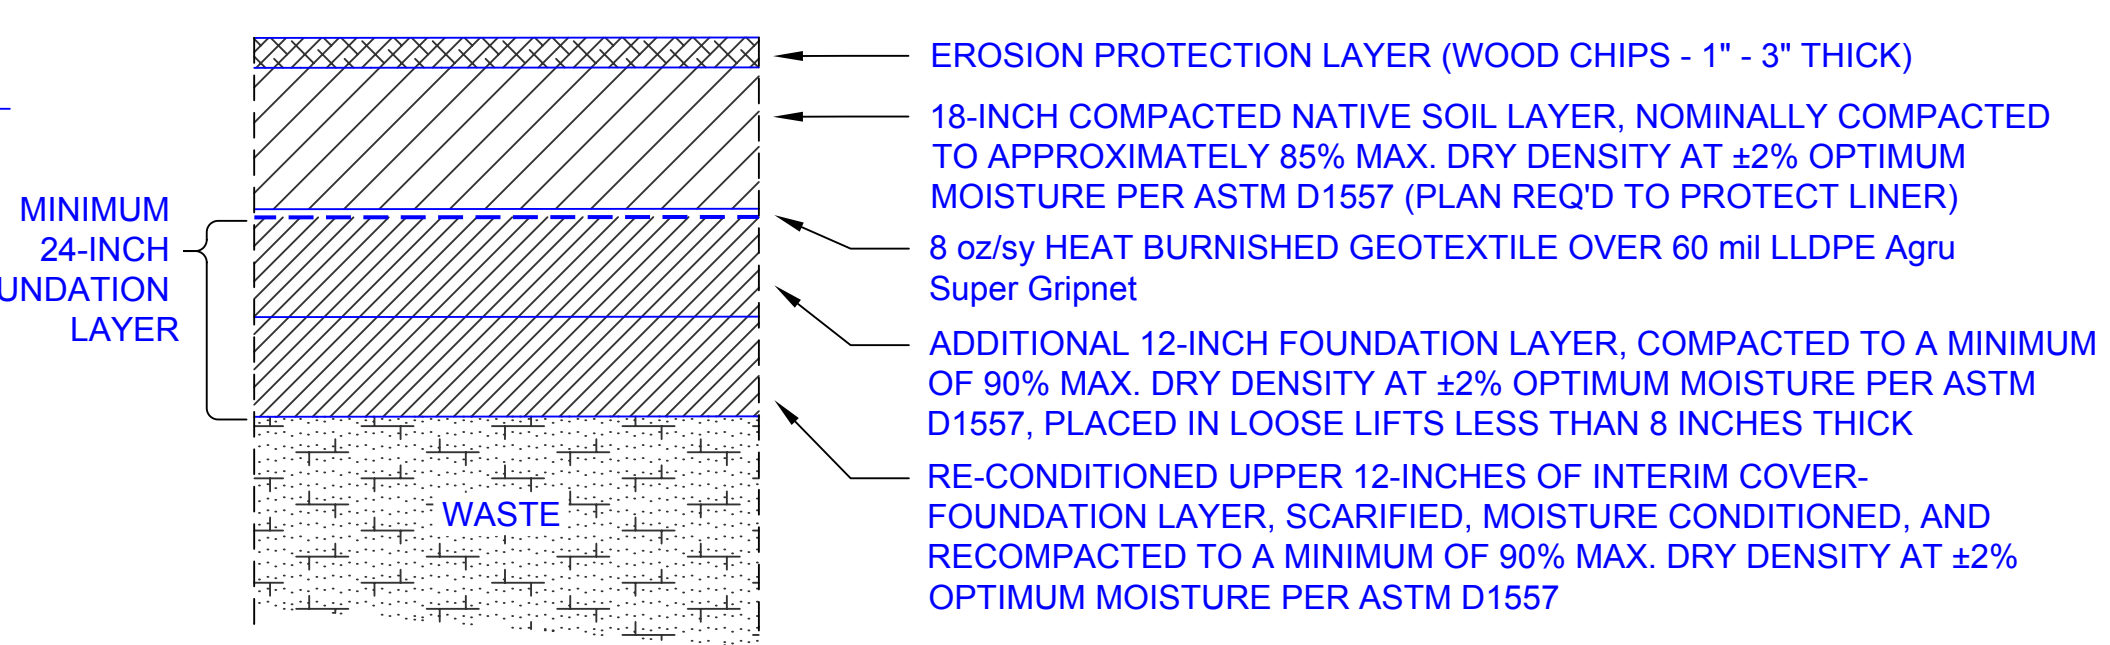 EROSION PROTECTION LAYER (WOOD CHIPS - 1" - 3" THICK)
18-INCH COMPACTED NATIVE SOIL LAYER, NOMINALLY COMPACTED
TO APPROXIMATELY 85% MAX. DRY DENSITY AT ±2% OPTIMUM
MOISTURE PER ASTM D1557 (PLAN REQ'D TO PROTECT LINER)
MINIMUM
24-INCH
UNDATION
LAYER
8 oz/sy HEAT BURNISHED GEOTEXTILE OVER 60 mil LLDPE Agru
Super Gripnet
ADDITIONAL 12-INCH FOUNDATION LAYER, COMPACTED TO A MINIMUM
OF 90% MAX. DRY DENSITY AT ±2% OPTIMUM MOISTURE PER ASTM
D1557, PLACED IN LOOSE LIFTS LESS THAN 8 INCHES THICK
RE-CONDITIONED UPPER 12-INCHES OF INTERIM COVER-
FOUNDATION LAYER, SCARIFIED, MOISTURE CONDITIONED, AND
RECOMPACTED TO A MINIMUM OF 90% MAX. DRY DENSITY AT ±2%
OPTIMUM MOISTURE PER ASTM D1557
WASTE